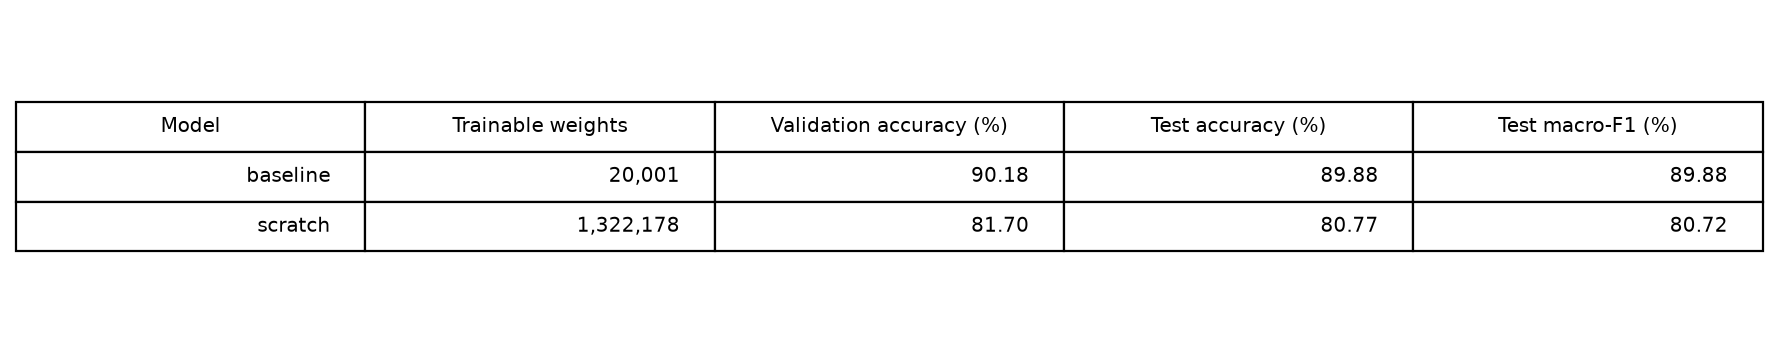 Model Trainable weights Validation accuracy (%) Test accuracy (%) Test macro-F1 (%)
baseline 20,001 90.18 89.88 89.88
scratch 1,322,178 81.70 80.77 80.72